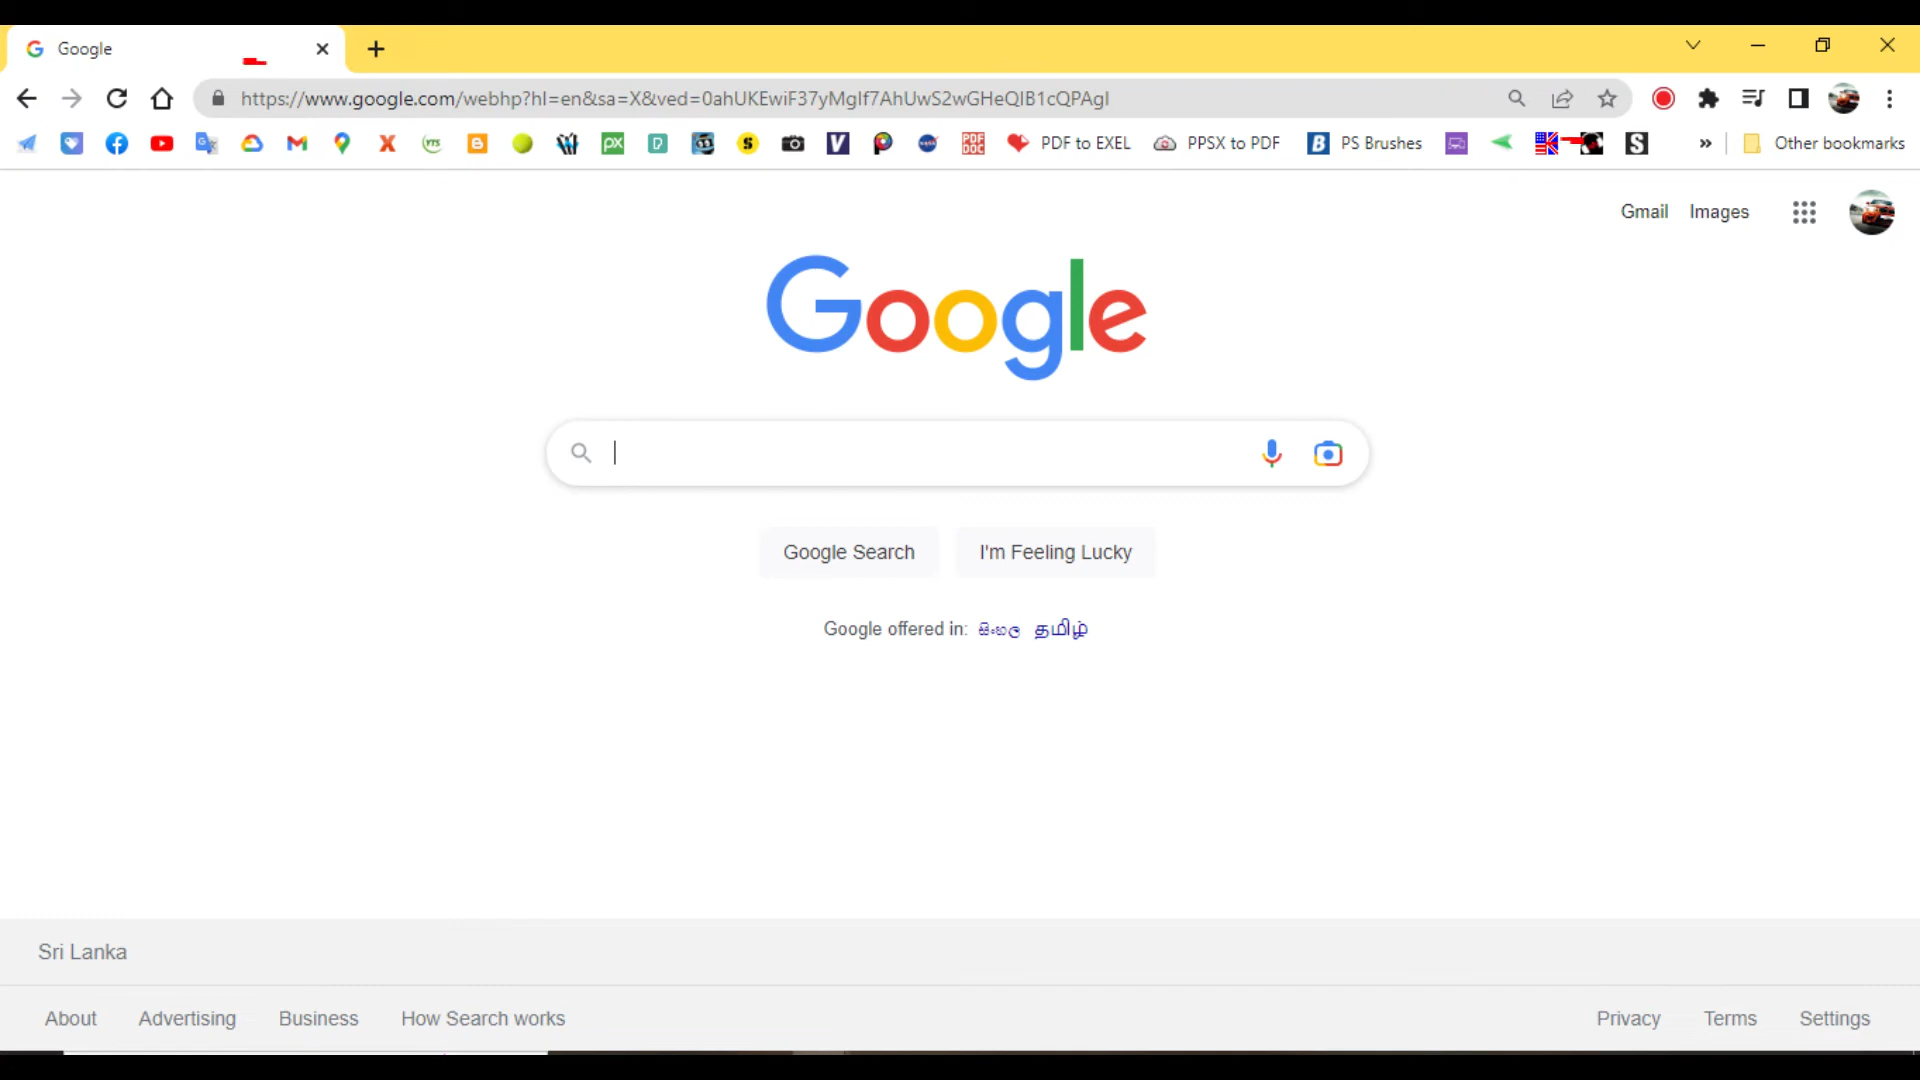 Google
https://www.google.com/webhp?hl=en&sa=X&ved=0ahUKEwiF37yMgIf7AhUwS2wGHeQIB1cQPAgI
PDF to EXEL PPSX to PDF PS Brushes » Other bookmarks
Gmail Images
Google
Google Search I'm Feeling Lucky
Google offered in: සිංහල தமிழ்
Sri Lanka
About Advertising Business How Search works Privacy Terms Settings